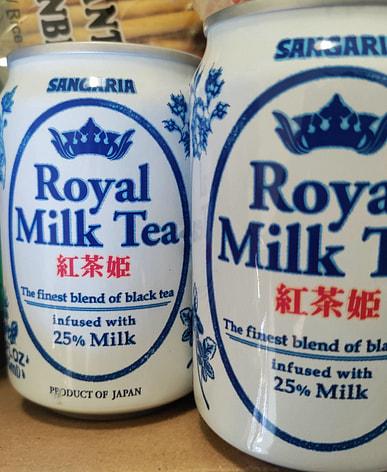 SANGARIA
Royal
Milk Tea
紅茶姫
The finest blend of black tea
infused with
25% Milk
PRODUCT OF JAPAN
SANGARIA
Roya
Milk T
紅茶姫
The finest blend of bla
infused with
25% Milk